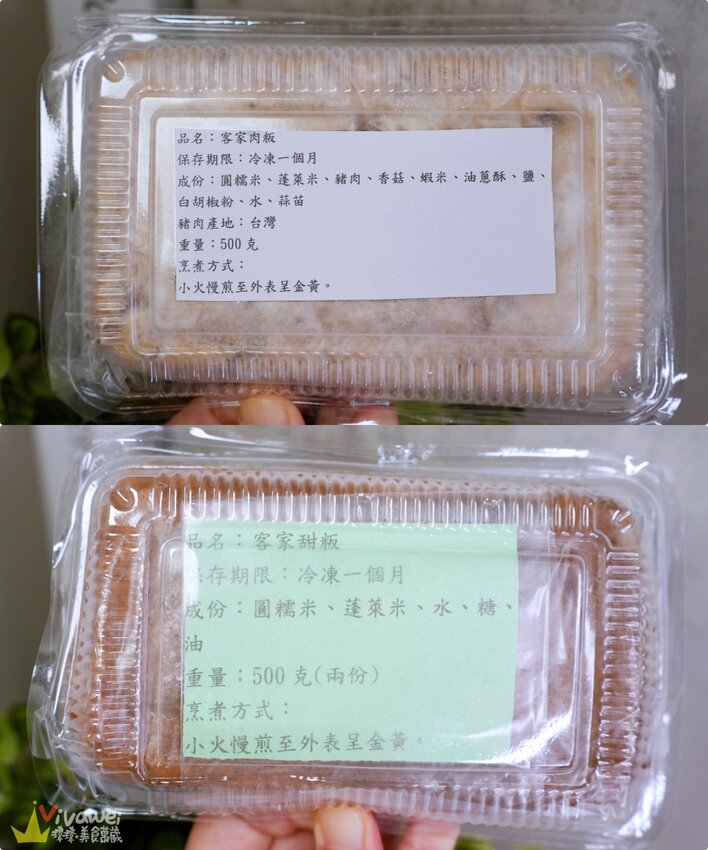 品名：客家肉粄
保存期限：冷凍一個月
成份：圓糯米、蓬萊米、豬肉、香菇、蝦米、油蔥酥、鹽、
白胡椒粉、水、蒜苗
豬肉產地：台灣
重量：500克
烹煮方式：
小火慢煎至外表呈金黃。
品名：客家甜粄
保存期限：冷凍一個月
成份：圓糯米、蓬萊米、水、糖、
油
重量：500克(兩份)
烹煮方式：
小火慢煎至外表呈金黃。
Vivawei